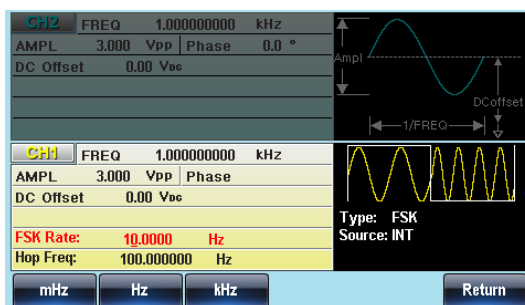 CH2 FREQ 1.000000000 kHz
AMPL 3.000 VPP Phase 0.0 °
DC Offset 0.00 VDC
Ampl
DCoffset
1/FREQ
CH1 FREQ 1.000000000 kHz
AMPL 3.000 VPP Phase
DC Offset 0.00 VDC
Type: FSK
FSK Rate: 10.0000 Hz
Source: INT
Hop Freq: 100.000000 Hz
mHz Hz kHz Return